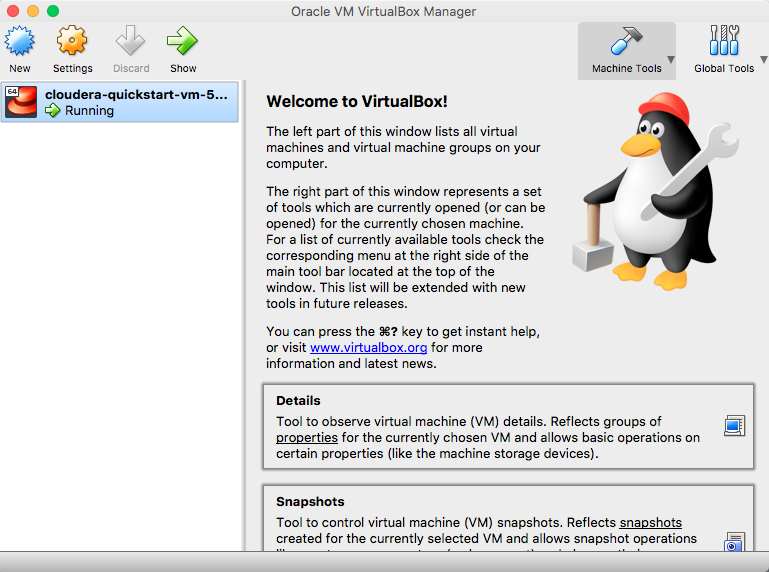 Oracle VM VirtualBox Manager
New
Settings
Discard
Show
Machine Tools
Global Tools
64
cloudera-quickstart-vm-5...
Running
Welcome to VirtualBox!
The left part of this window lists all virtual
machines and virtual machine groups on your
computer.
The right part of this window represents a set
of tools which are currently opened (or can be
opened) for the currently chosen machine.
For a list of currently available tools check the
corresponding menu at the right side of the
main tool bar located at the top of the
window. This list will be extended with new
tools in future releases.
You can press the ⌘? key to get instant help,
or visit www.virtualbox.org for more
information and latest news.
Details
Tool to observe virtual machine (VM) details. Reflects groups of
properties for the currently chosen VM and allows basic operations on
certain properties (like the machine storage devices).
Snapshots
Tool to control virtual machine (VM) snapshots. Reflects snapshots
created for the currently selected VM and allows snapshot operations